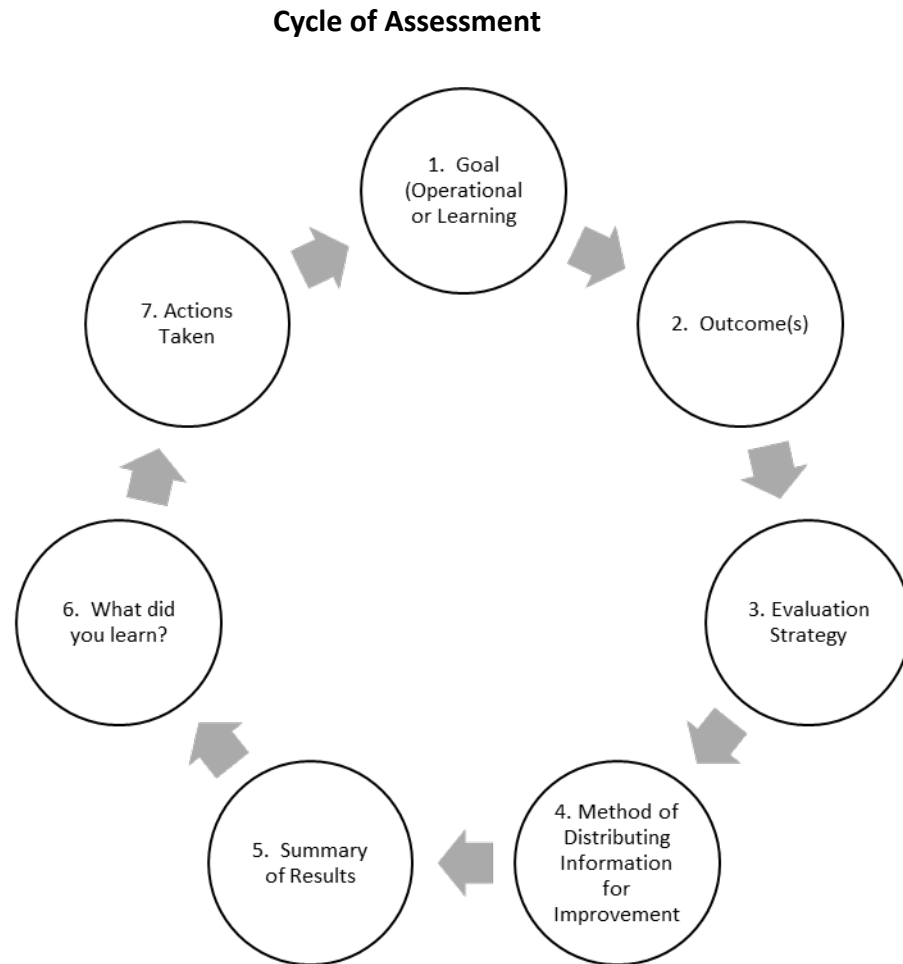 Cycle of Assessment
1. Goal
(Operational
or Learning
2. Outcome(s)
3. Evaluation
Strategy
4. Method of
Distributing
Information
for
Improvement
5. Summary
of Results
6. What did
you learn?
7. Actions
Taken